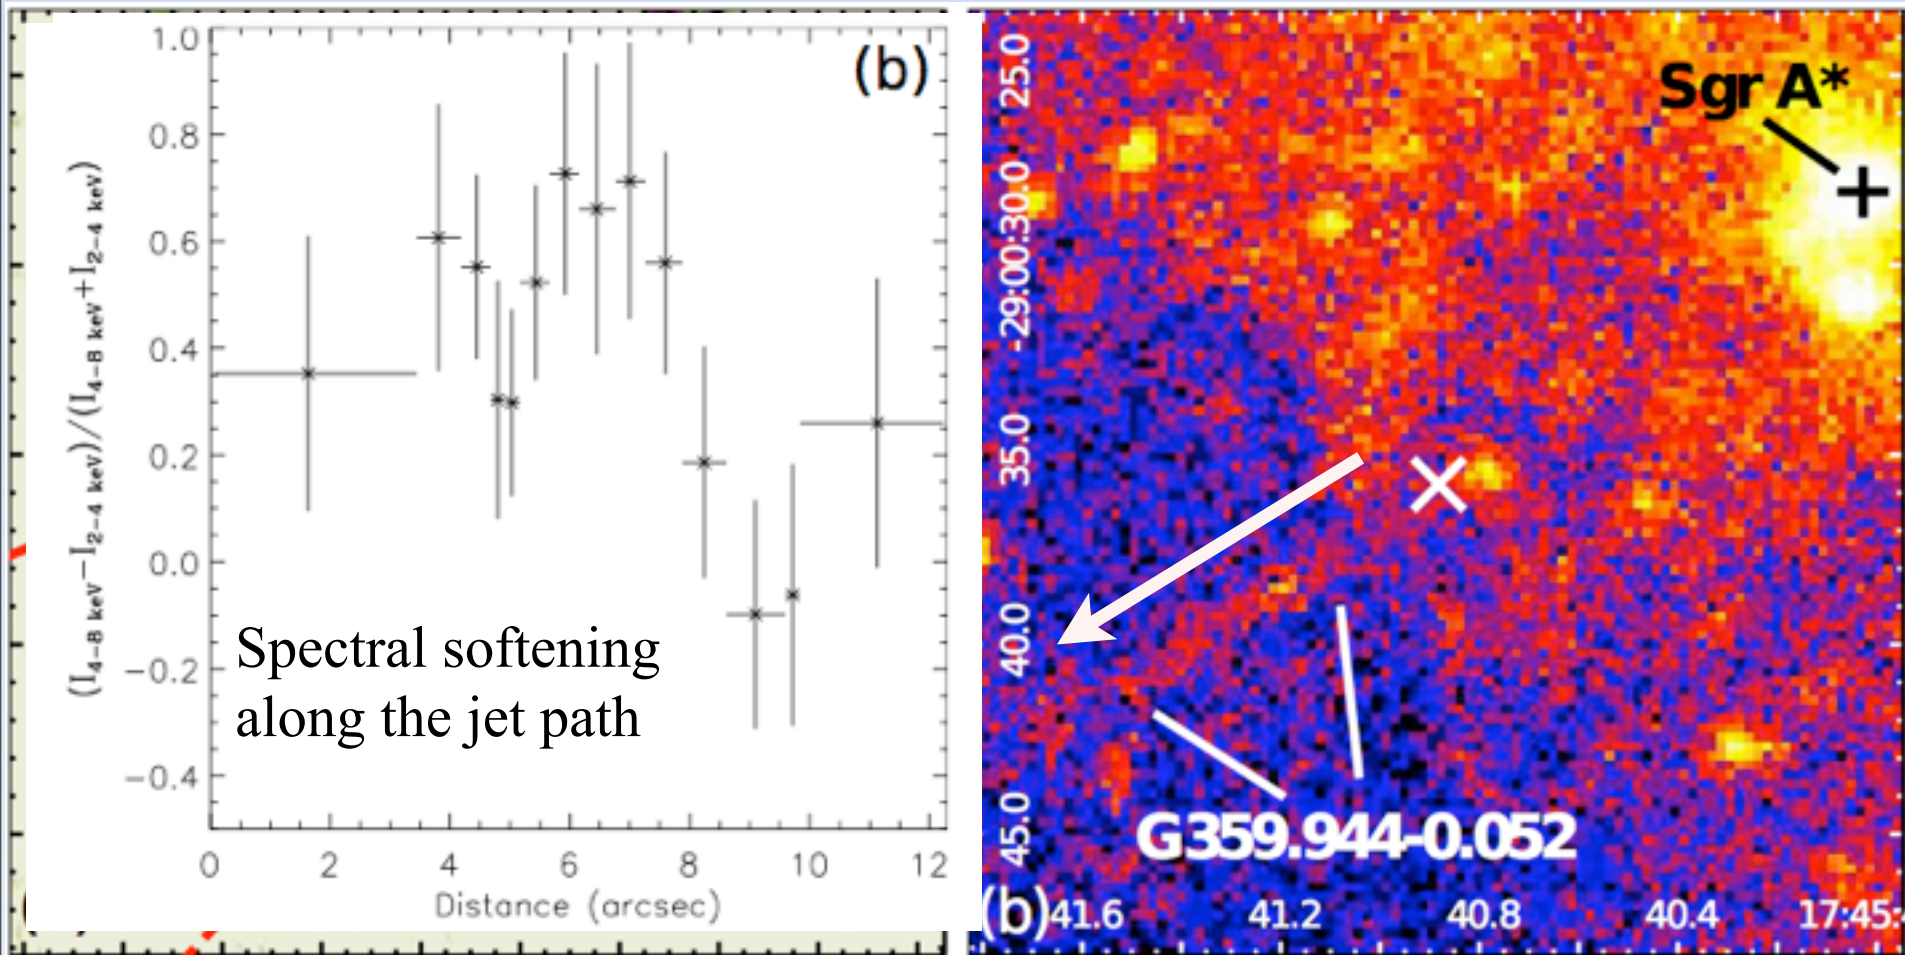 (b)
1.0
0.8
0.6
0.4
0.2
0.0
−0.2
−0.4
(I4−8 keV−I2−4 keV)/(I4−8 keV+I2−4 keV)
Spectral softening
along the jet path
0 2 4 6 8 10 12
Distance (arcsec)
Sgr A*
25.0
-29:00:30.0
35.0
40.0
45.0
G359.944-0.052
(b)
41.6 41.2 40.8 40.4 17:45: